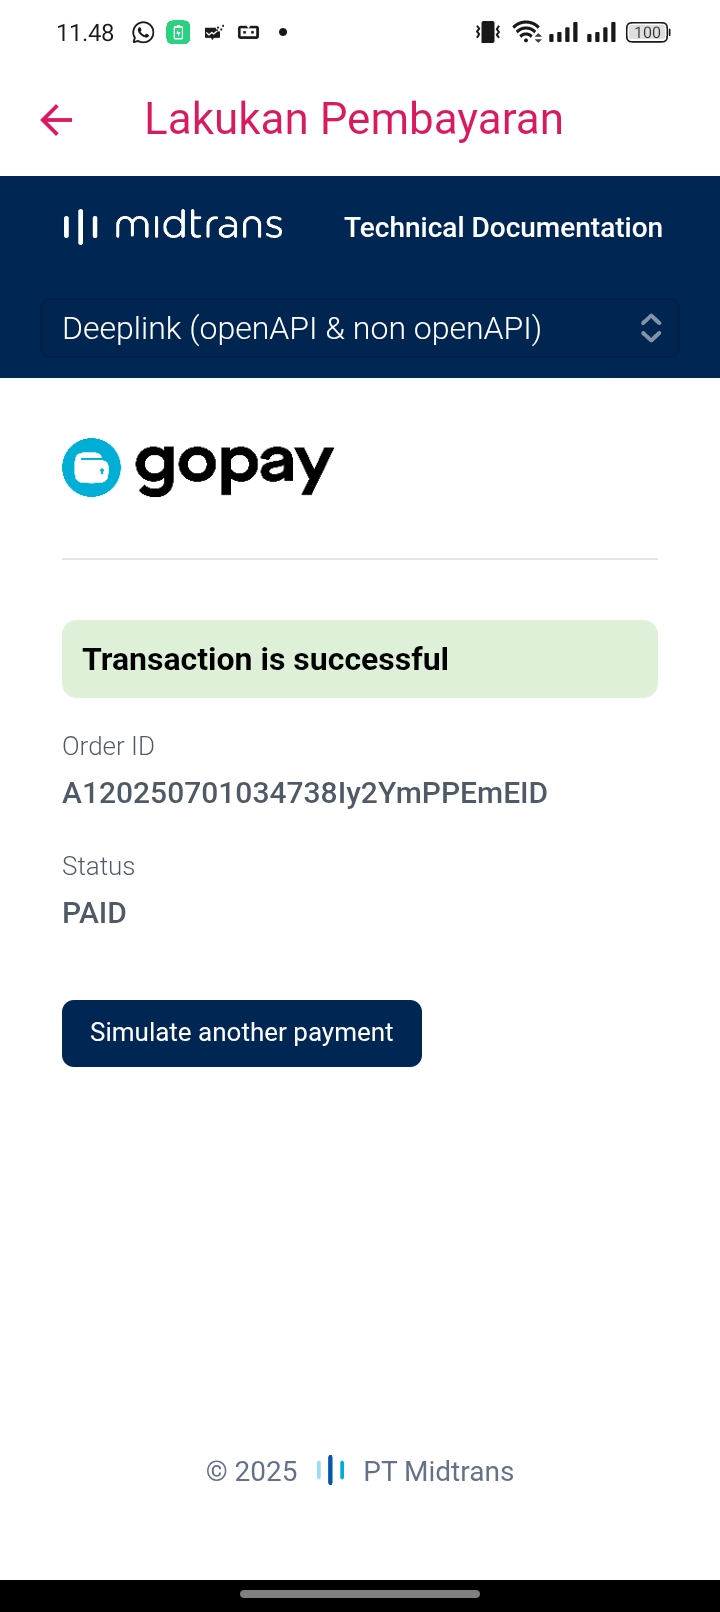 11.48
100
Lakukan Pembayaran
midtrans
Technical Documentation
Deeplink (openAPI & non openAPI)
gopay
Transaction is successful
Order ID
A120250701034738Iy2YmPPEmEID
Status
PAID
Simulate another payment
© 2025 PT Midtrans